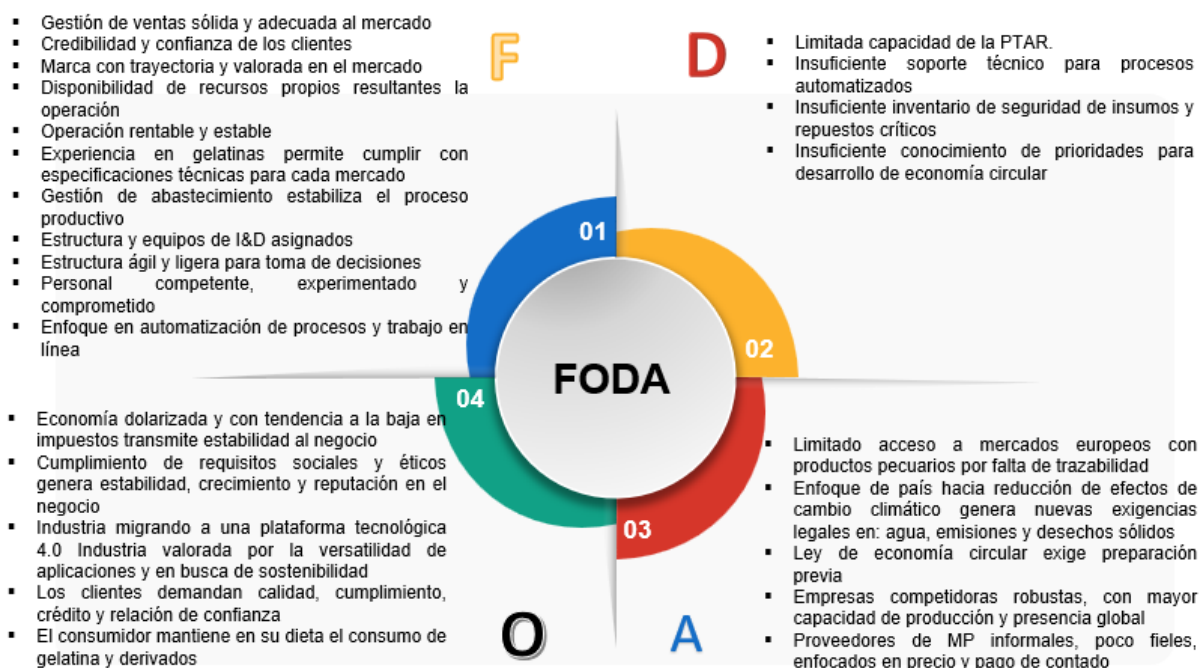 ▪ Gestión de ventas sólida y adecuada al mercado
▪ Credibilidad y confianza de los clientes
▪ Marca con trayectoria y valorada en el mercado
▪ Disponibilidad de recursos propios resultantes la
operación
▪ Operación rentable y estable
▪ Experiencia en gelatinas permite cumplir con
especificaciones técnicas para cada mercado
▪ Gestión de abastecimiento estabiliza el proceso
productivo
▪ Estructura y equipos de I&D asignados
▪ Estructura ágil y ligera para toma de decisiones
▪ Personal competente, experimentado y
comprometido
▪ Enfoque en automatización de procesos y trabajo en
línea
F
D
▪ Limitada capacidad de la PTAR.
▪ Insuficiente soporte técnico para procesos
automatizados
▪ Insuficiente inventario de seguridad de insumos y
repuestos críticos
▪ Insuficiente conocimiento de prioridades para
desarrollo de economía circular
01
02
FODA
04
03
▪ Economía dolarizada y con tendencia a la baja en
impuestos transmite estabilidad al negocio
▪ Cumplimiento de requisitos sociales y éticos
genera estabilidad, crecimiento y reputación en el
negocio
▪ Industria migrando a una plataforma tecnológica
4.0 Industria valorada por la versatilidad de
aplicaciones y en busca de sostenibilidad
▪ Los clientes demandan calidad, cumplimiento,
crédito y relación de confianza
▪ El consumidor mantiene en su dieta el consumo de
gelatina y derivados
O
A
▪ Limitado acceso a mercados europeos con
productos pecuarios por falta de trazabilidad
▪ Enfoque de país hacia reducción de efectos de
cambio climático genera nuevas exigencias
legales en: agua, emisiones y desechos sólidos
▪ Ley de economía circular exige preparación
previa
▪ Empresas competidoras robustas, con mayor
capacidad de producción y presencia global
▪ Proveedores de MP informales, poco fieles,
enfocados en precio y pago de contado